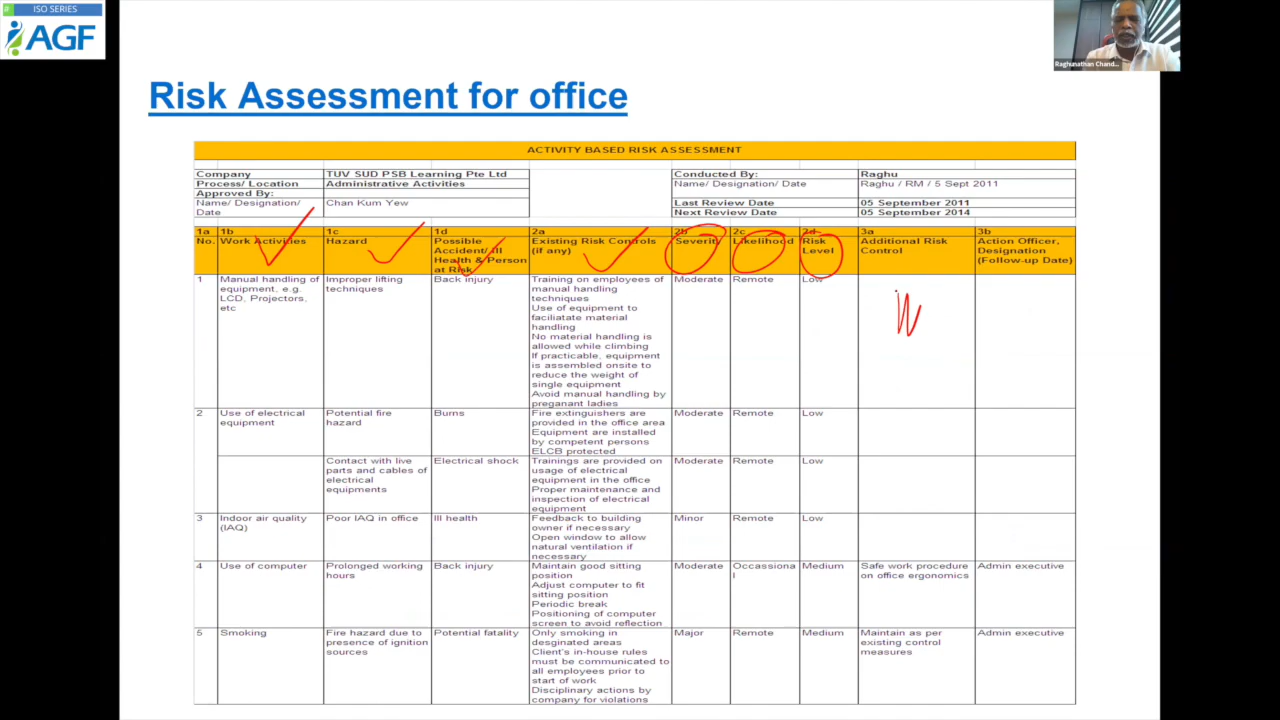 # ISO SERIES
AGF
Raghunathan Chand...
Risk Assessment for office
ACTIVITY BASED RISK ASSESSMENT
Company TUV SUD PSB Learning Pte Ltd Conducted By: Raghu
Process/ Location Administrative Activities Name/ Designation/ Date Raghu / RM / 5 Sept 2011
Approved By:
Name/ Designation/ Chan Kum Yew Last Review Date 05 September 2011
Date Next Review Date 05 September 2014
1a 1b 1c 1d 2a 2b 2c 2d 3a 3b
No. Work Activities Hazard Possible Existing Risk Controls Severity Likelihood Risk Additional Risk Action Officer,
Accident/ Ill (if any) Level Control Designation
Health & Person (Follow-up Date)
at Risk
1 Manual handling of Improper lifting Back injury Training on employees of Moderate Remote Low
equipment, e.g. techniques manual handling
LCD, Projectors, techniques
etc Use of equipment to
faciliatate material
handling
No material handling is
allowed while climbing
If practicable, equipment
is assembled onsite to
reduce the weight of
single equipment
Avoid manual handling by
preganant ladies
2 Use of electrical Potential fire Burns Fire extinguishers are Moderate Remote Low
equipment hazard provided in the office area
Equipment are installed
by competent persons
ELCB protected
Contact with live Electrical shock Trainings are provided on Moderate Remote Low
parts and cables of usage of electrical
electrical equipment in the office
equipments Proper maintenance and
inspection of electrical
equipment
3 Indoor air quality Poor IAQ in office Ill health Feedback to building Minor Remote Low
(IAQ) owner if necessary
Open window to allow
natural ventilation if
necessary
4 Use of computer Prolonged working Back injury Maintain good sitting Moderate Occassiona Medium Safe work procedure Admin executive
hours position l on office ergonomics
Adjust computer to fit
sitting position
Periodic break
Positioning of computer
screen to avoid reflection
5 Smoking Fire hazard due to Potential fatality Only smoking in Major Remote Medium Maintain as per Admin executive
presence of ignition desginated areas existing control
sources Client's in-house rules measures
must be communicated to
all employees prior to
start of work
Disciplinary actions by
company for violations